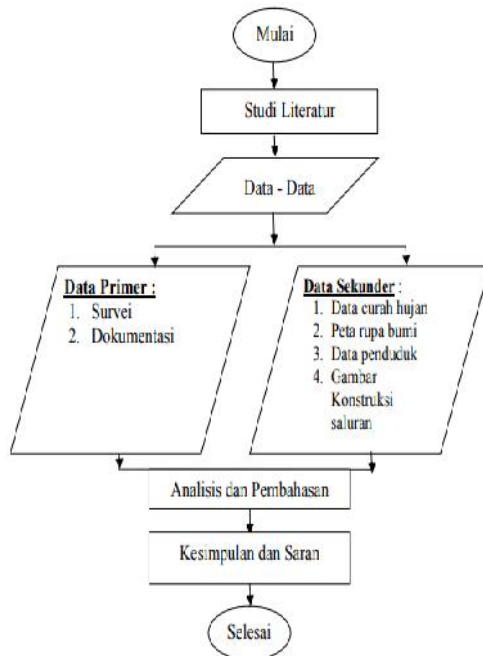 Mulai
Studi Literatur
Data - Data
Data Primer :
1. Survei
2. Dokumentasi
Data Sekunder :
1. Data curah hujan
2. Peta rupa bumi
3. Data penduduk
4. Gambar
Konstruksi
saluran
Analisis dan Pembahasan
Kesimpulan dan Saran
Selesai